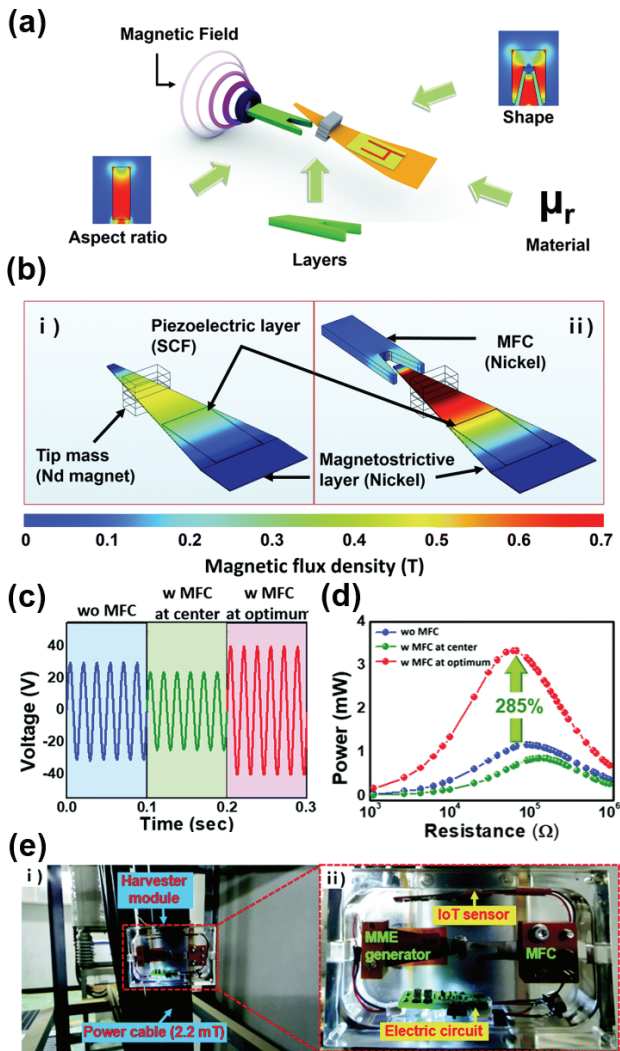 (a)
Magnetic Field
Shape
Aspect ratio
Layers
μr
Material
(b)
i )
Piezoelectric layer
(SCF)
Tip mass
(Nd magnet)
ii )
MFC
(Nickel)
Magnetostrictive
layer (Nickel)
0 0.1 0.2 0.3 0.4 0.5 0.6 0.7
Magnetic flux density (T)
(c)
wo MFC
w MFC
at center
w MFC
at optimum
Voltage (V)
40
20
0
-20
-40
0.0 0.1 0.2 0.3
Time (sec)
(d)
Power (mW)
4
3
2
1
0
wo MFC
w MFC at center
w MFC at optimum
285%
10³ 10⁴ 10⁵ 10⁶
Resistance (Ω)
(e)
i )
Harvester
module
Power cable (2.2 mT)
ii )
IoT sensor
MME
generator
MFC
Electric circuit